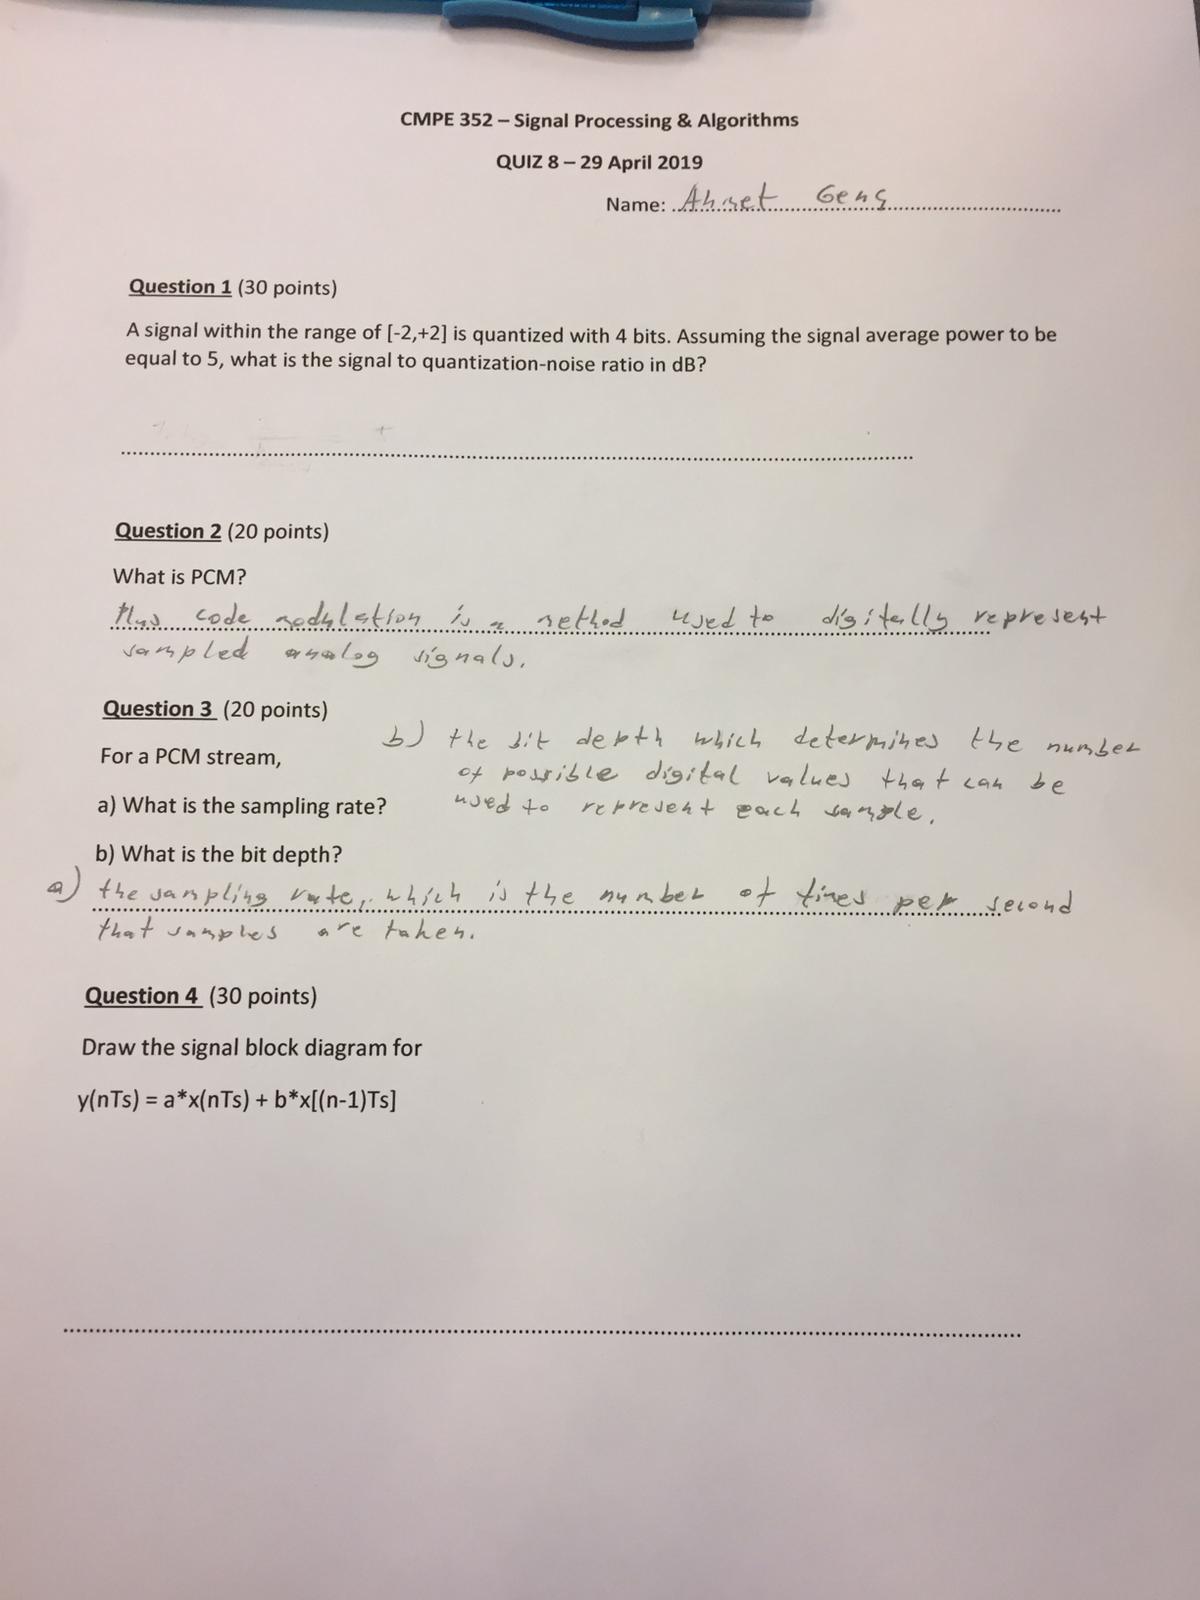 CMPE 352 – Signal Processing & Algorithms
QUIZ 8 – 29 April 2019
Name: Ahmet Genç
Question 1 (30 points)
A signal within the range of [-2,+2] is quantized with 4 bits. Assuming the signal average power to be
equal to 5, what is the signal to quantization-noise ratio in dB?
Question 2 (20 points)
What is PCM?
code modulation is a method used to digitally represent
sampled analog signals.
Question 3 (20 points)
For a PCM stream,
a) What is the sampling rate?
b) What is the bit depth?
b) the bit depth which determines the number
of possible digital values that can be
used to represent each sample.
a) the sampling rate, which is the number of times per second
that samples are taken.
Question 4 (30 points)
Draw the signal block diagram for
y(nTs) = a*x(nTs) + b*x[(n-1)Ts]